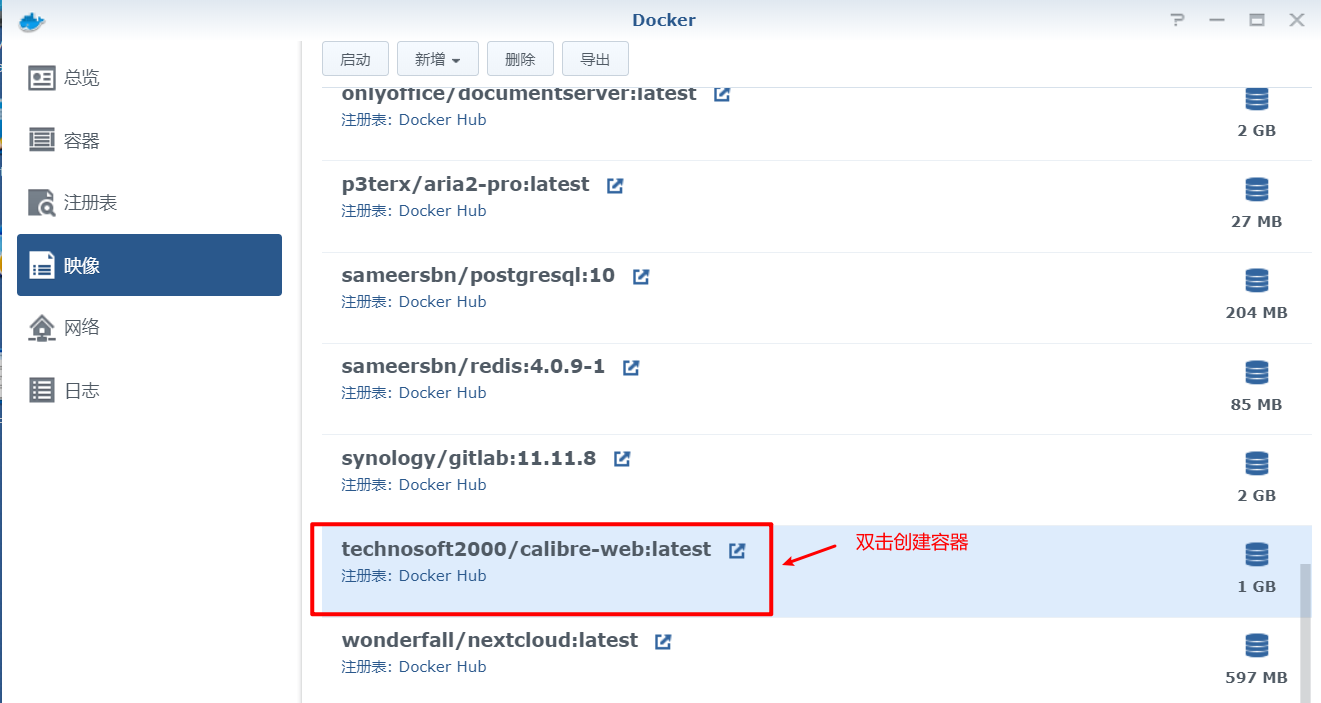 Docker
启动 新增 删除 导出
总览
容器
注册表
映像
网络
日志
onlyoffice/documentserver:latest
注册表: Docker Hub
2 GB
p3terx/aria2-pro:latest
注册表: Docker Hub
27 MB
sameersbn/postgresql:10
注册表: Docker Hub
204 MB
sameersbn/redis:4.0.9-1
注册表: Docker Hub
85 MB
synology/gitlab:11.11.8
注册表: Docker Hub
2 GB
technosoft2000/calibre-web:latest
注册表: Docker Hub
双击创建容器
1 GB
wonderfall/nextcloud:latest
注册表: Docker Hub
597 MB